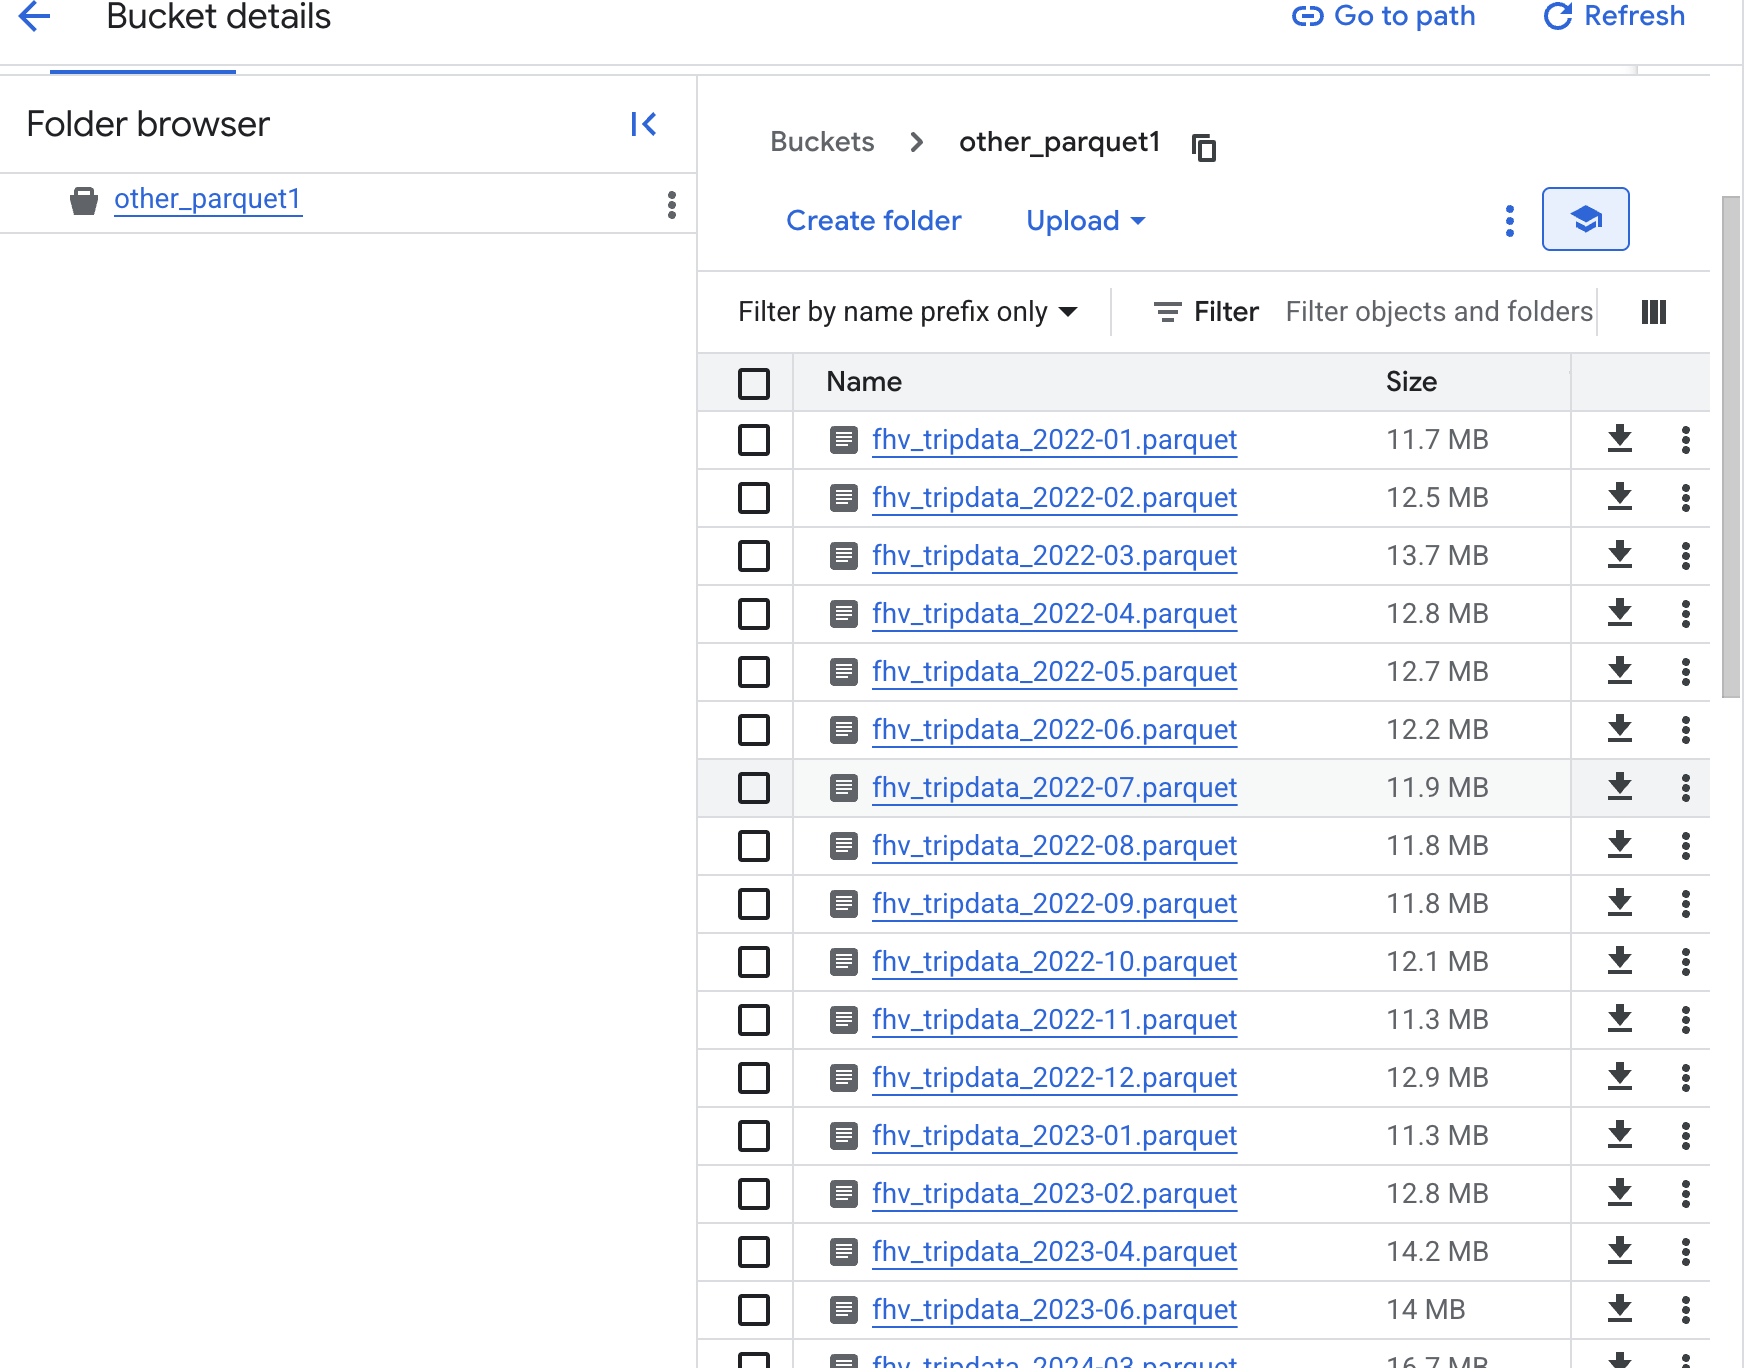 Bucket details
Go to path
Refresh
Folder browser
other_parquet1
Buckets
other_parquet1
Create folder
Upload
Filter by name prefix only
Filter
Filter objects and folders
Name Size
fhv_tripdata_2022-01.parquet 11.7 MB
fhv_tripdata_2022-02.parquet 12.5 MB
fhv_tripdata_2022-03.parquet 13.7 MB
fhv_tripdata_2022-04.parquet 12.8 MB
fhv_tripdata_2022-05.parquet 12.7 MB
fhv_tripdata_2022-06.parquet 12.2 MB
fhv_tripdata_2022-07.parquet 11.9 MB
fhv_tripdata_2022-08.parquet 11.8 MB
fhv_tripdata_2022-09.parquet 11.8 MB
fhv_tripdata_2022-10.parquet 12.1 MB
fhv_tripdata_2022-11.parquet 11.3 MB
fhv_tripdata_2022-12.parquet 12.9 MB
fhv_tripdata_2023-01.parquet 11.3 MB
fhv_tripdata_2023-02.parquet 12.8 MB
fhv_tripdata_2023-04.parquet 14.2 MB
fhv_tripdata_2023-06.parquet 14 MB
fhv_tripdata_2024-03.parquet 16.7 MB